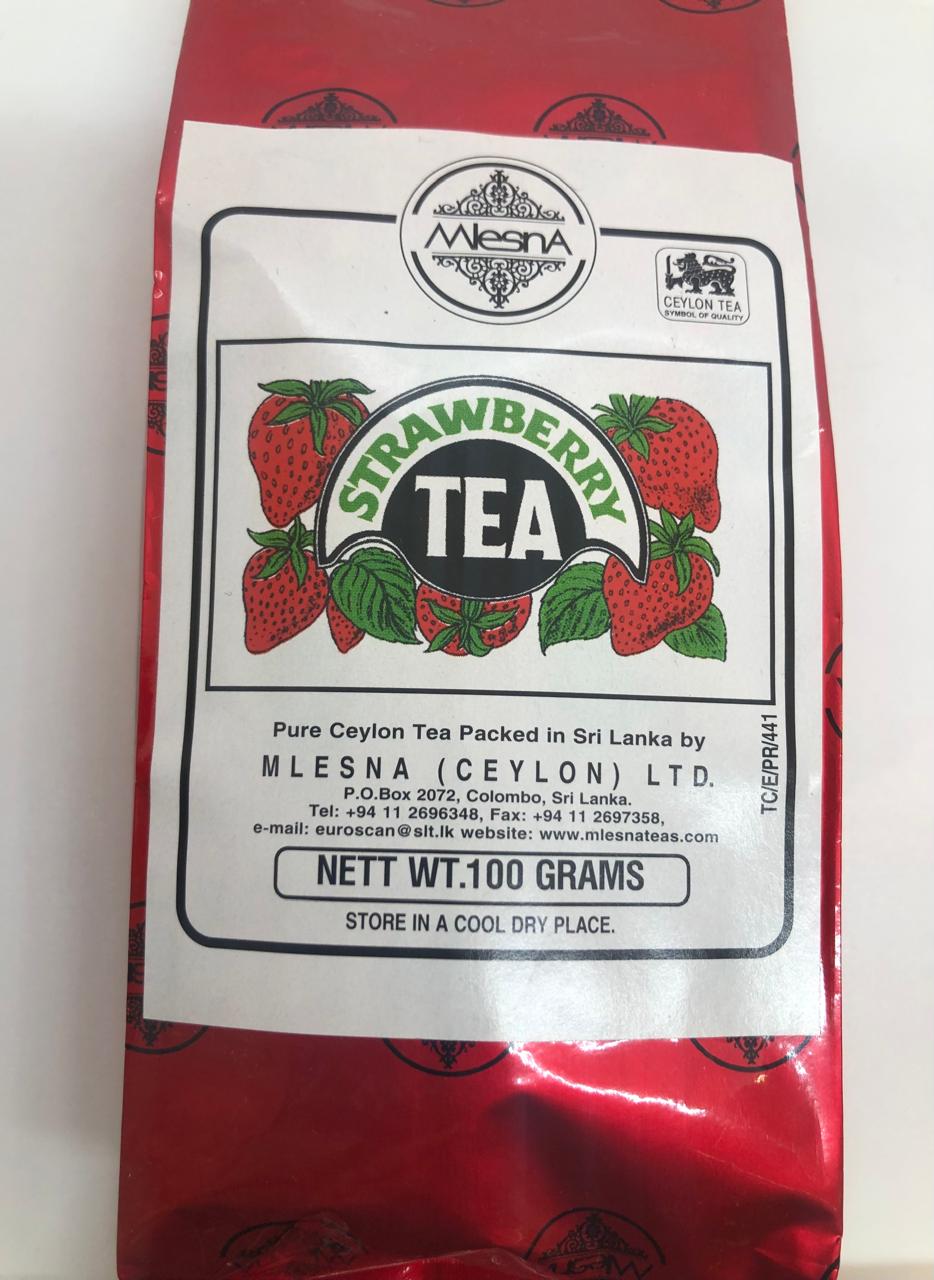 MlesnA
CEYLON TEA
SYMBOL OF QUALITY
STRAWBERRY
TEA
Pure Ceylon Tea Packed in Sri Lanka by
MLESNA (CEYLON) LTD.
P.O.Box 2072, Colombo, Sri Lanka.
Tel: +94 11 2696348, Fax: +94 11 2697358,
e-mail: euroscan@slt.lk website: www.mlesnateas.com
TC/E/PR/441
NETT WT.100 GRAMS
STORE IN A COOL DRY PLACE.